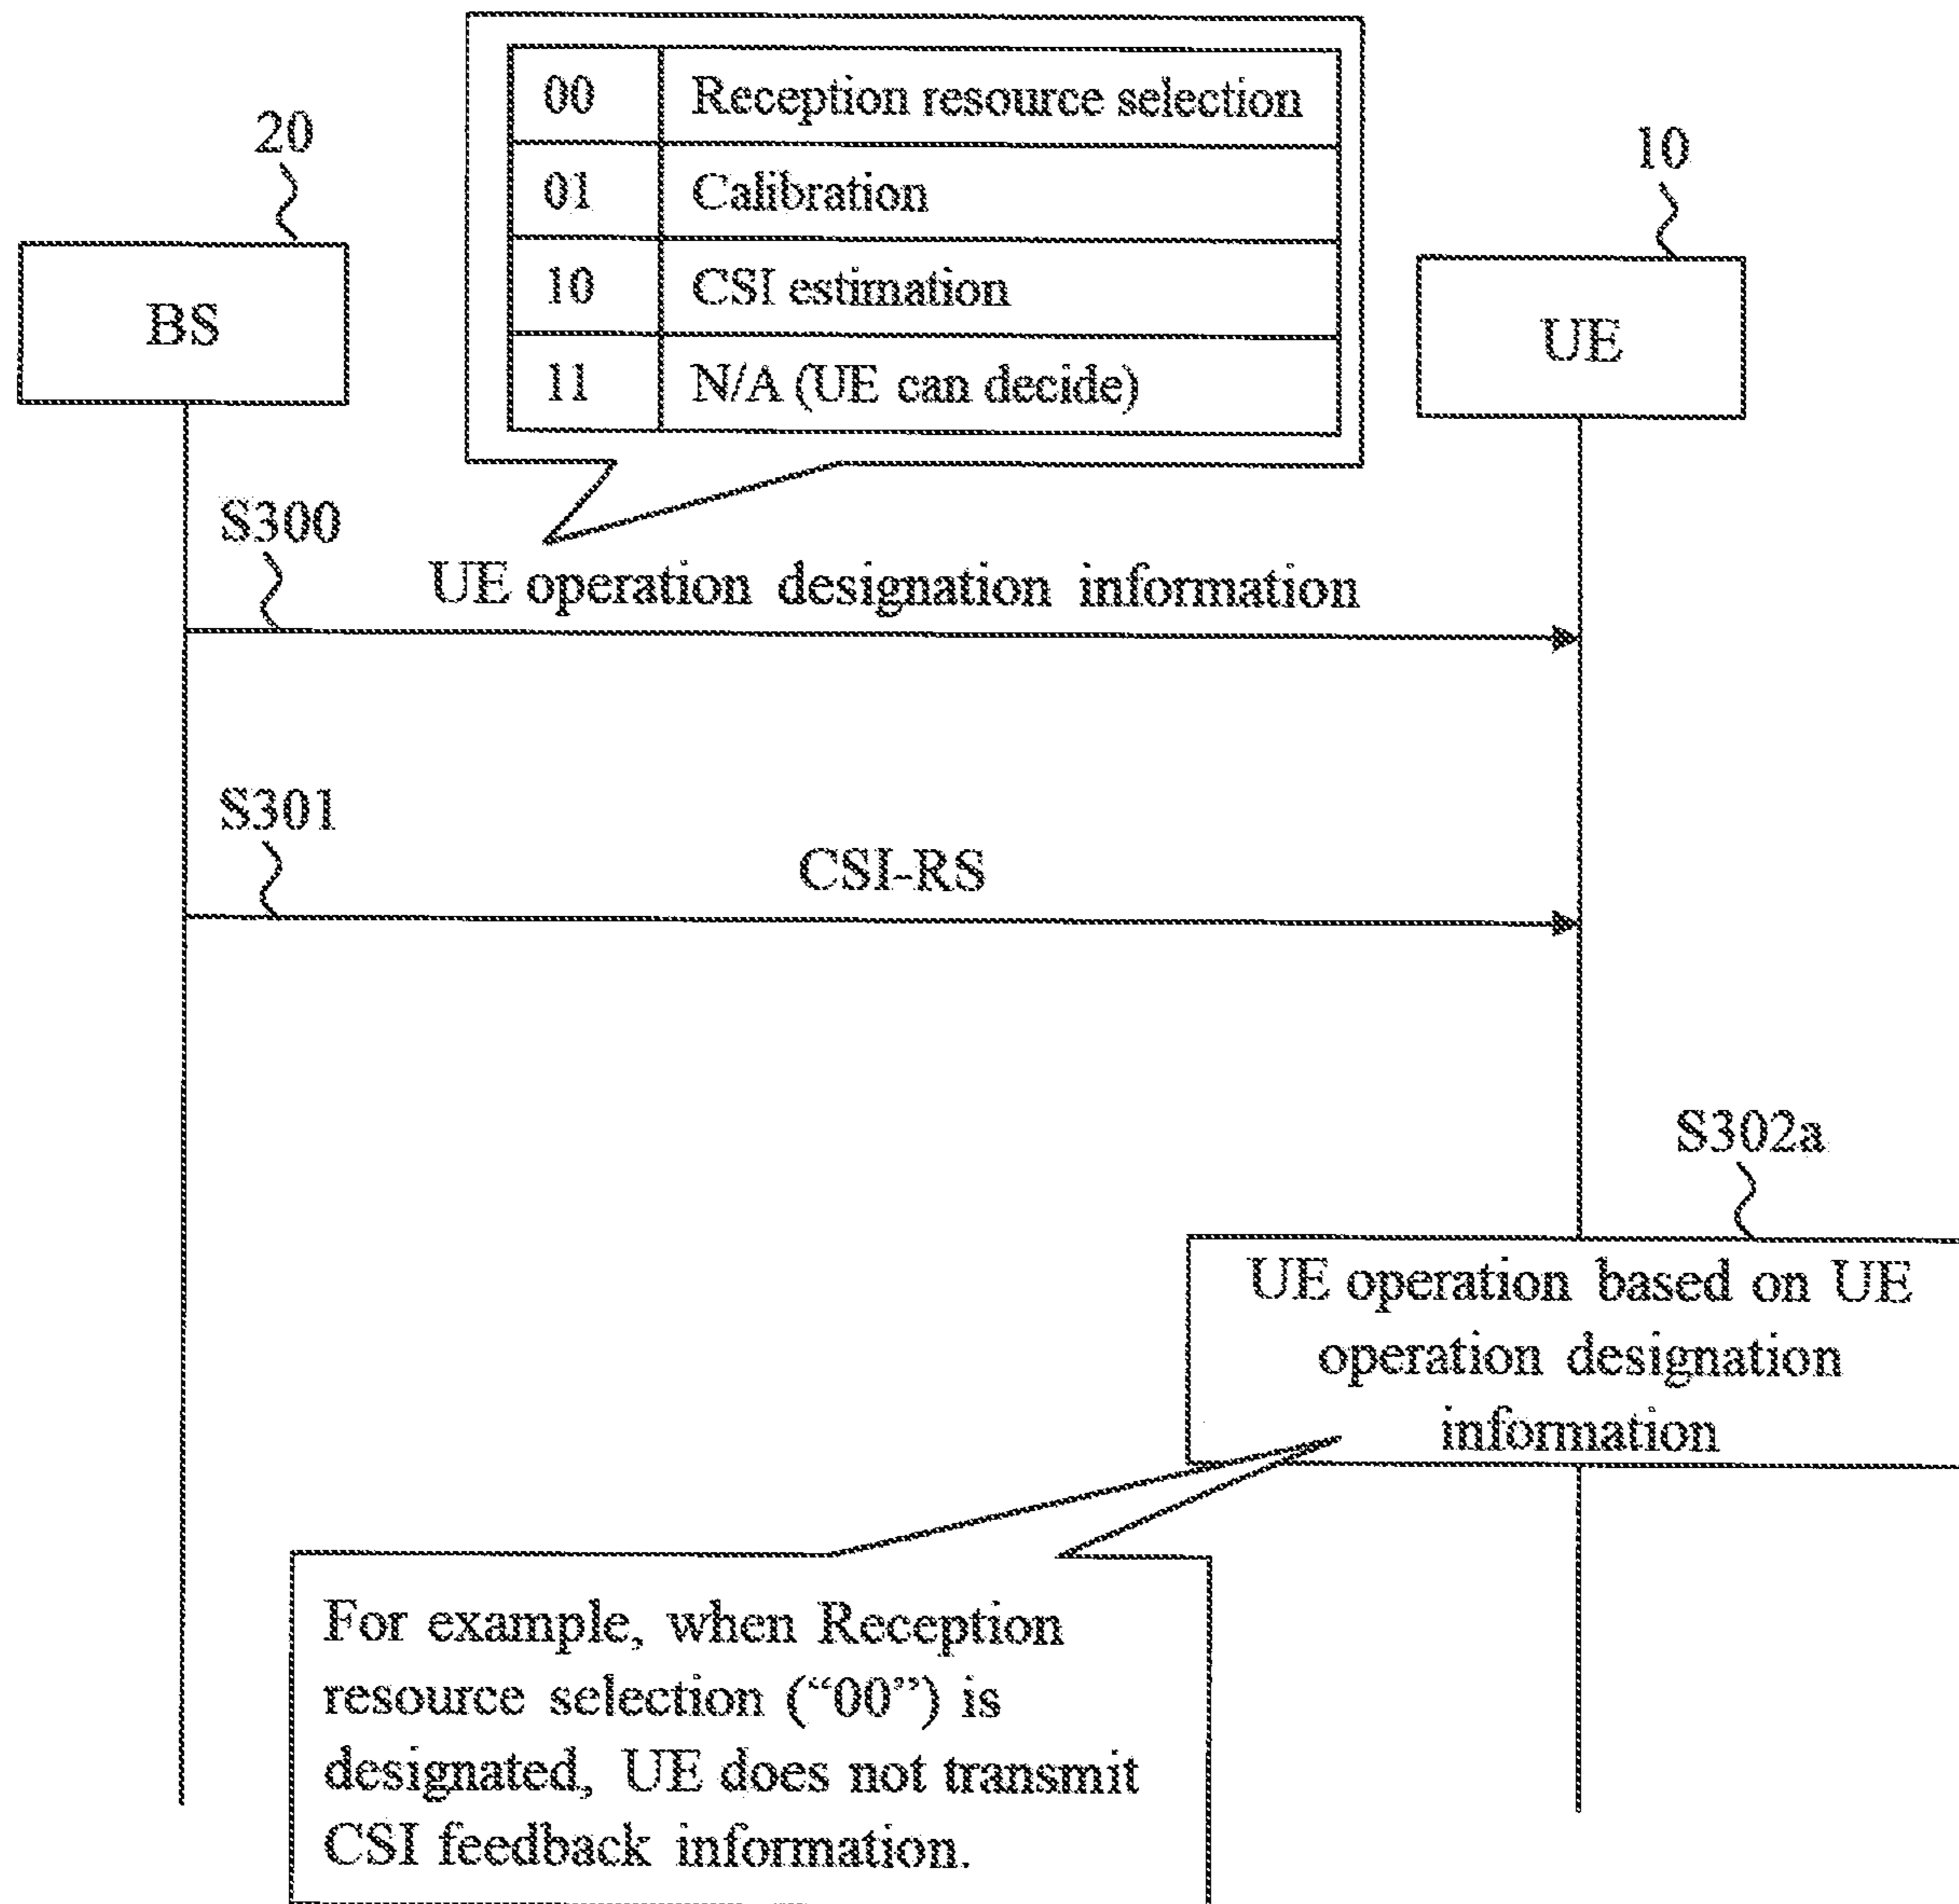 00 Reception resource selection
01 Calibration
10 CSI estimation
11 N/A (UE can decide)
20
BS
10
UE
S300
UE operation designation information
S301
CSI-RS
S302a
UE operation based on UE
operation designation
information
For example, when Reception
resource selection (“00”) is
designated, UE does not transmit
CSI feedback information.